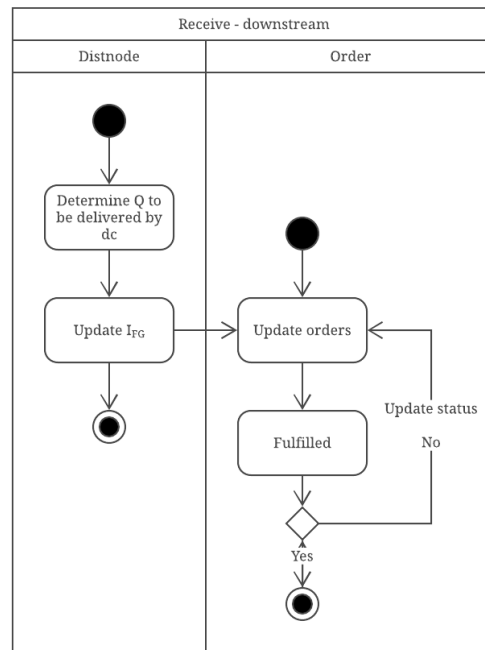 Receive - downstream
Distnode
Order
Determine Q to
be delivered by
dc
Update I_FG
Update orders
Update status
Fulfilled
No
Yes